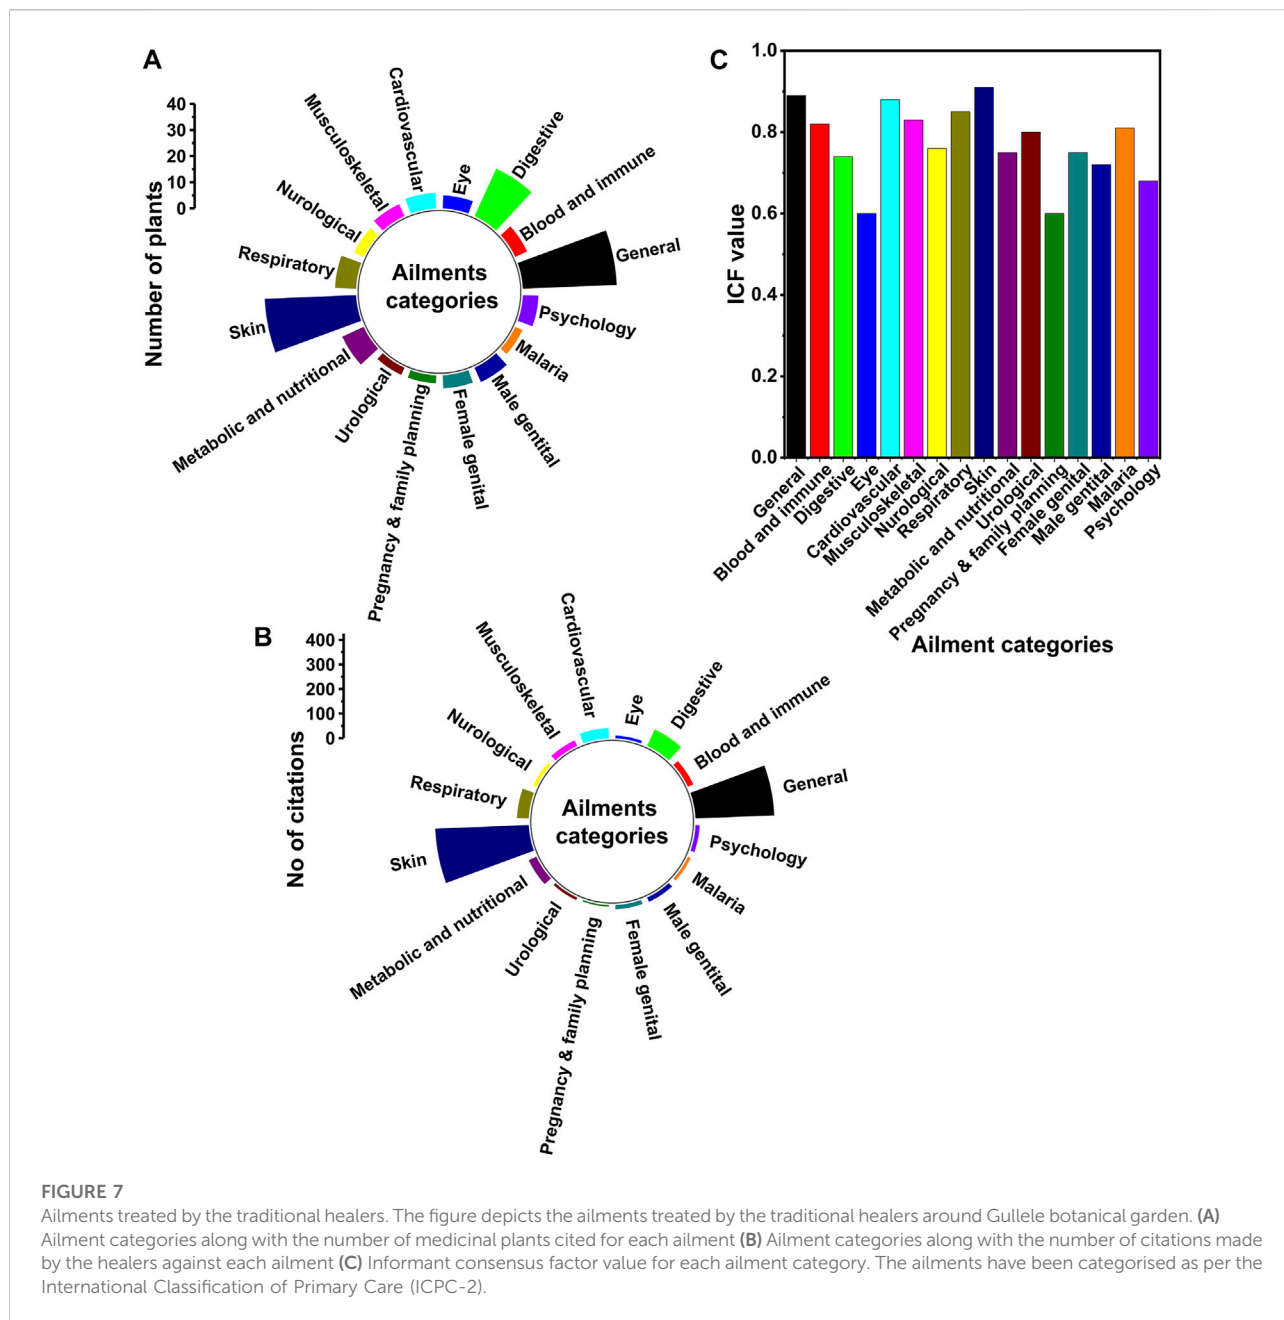 A
Number of plants
40
30
20
10
0
Cardiovascular
Musculoskeletal
Nurological
Respiratory
Skin
Metabolic and nutritional
Urological
Pregnancy & family planning
Female genital
Male gentital
Malaria
Psychology
General
Blood and immune
Digestive
Eye
Ailments
categories
C
ICF value
1.0
0.8
0.6
0.4
0.2
0.0
General
Blood and immune
Digestive
Eye
Cardiovascular
Musculoskeletal
Nurological
Respiratory
Skin
Metabolic and nutritional
Urological
Pregnancy & family planning
Female genital
Male gentital
Malaria
Psychology
Ailment categories
B
No of citations
400
300
200
100
0
Cardiovascular
Musculoskeletal
Nurological
Respiratory
Skin
Metabolic and nutritional
Urological
Pregnancy & family planning
Female genital
Male gentital
Malaria
Psychology
General
Blood and immune
Digestive
Eye
Ailments
categories
FIGURE 7
Ailments treated by the traditional healers. The figure depicts the ailments treated by the traditional healers around Gullele botanical garden. (A)
Ailment categories along with the number of medicinal plants cited for each ailment (B) Ailment categories along with the number of citations made
by the healers against each ailment (C) Informant consensus factor value for each ailment category. The ailments have been categorised as per the
International Classification of Primary Care (ICPC-2).